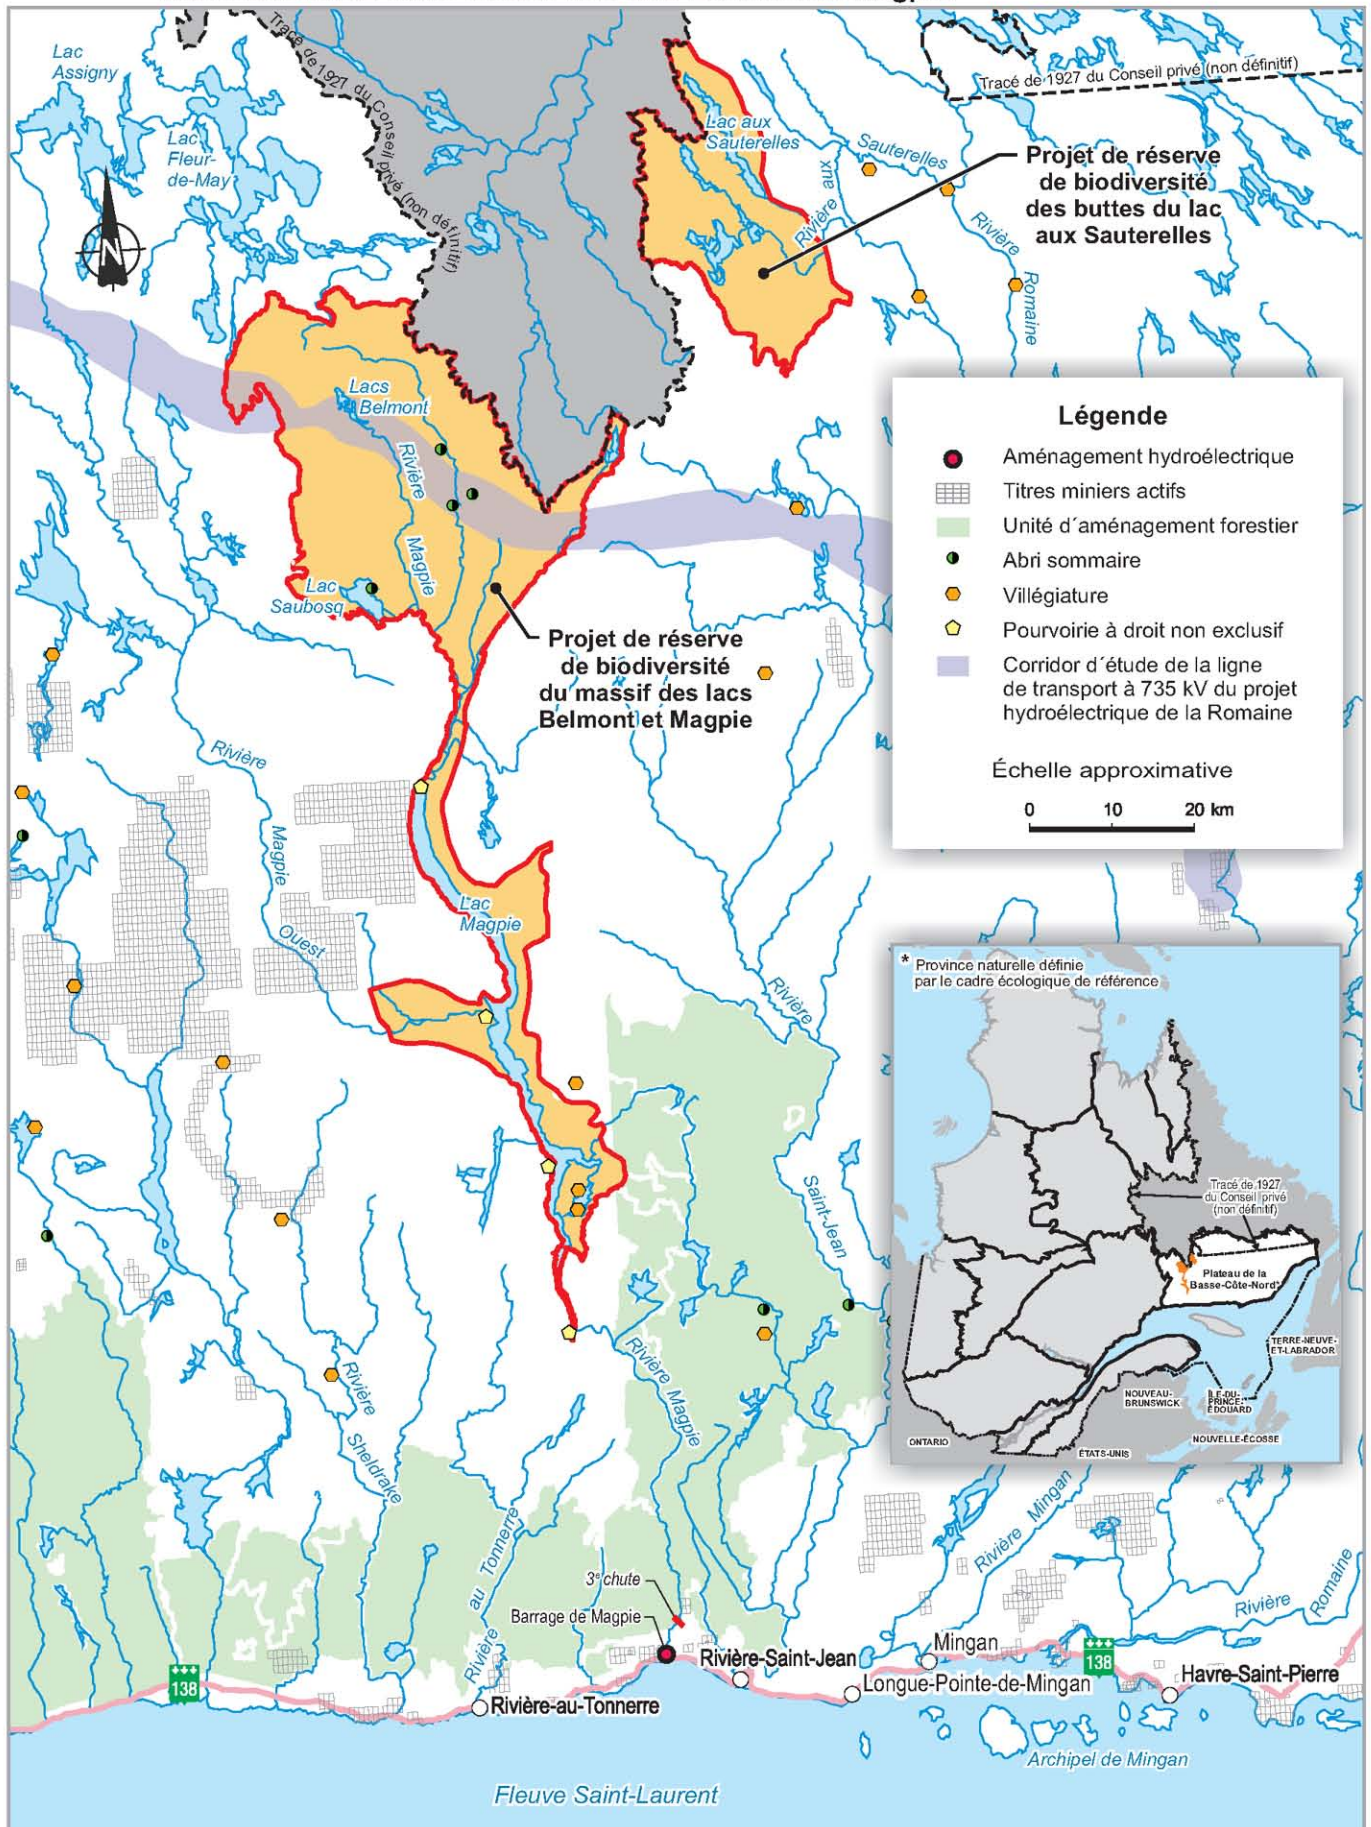 Lac
Assigny
Lac
Fleur-
de-May
Tracé de 1927 du Conseil privé (non définitif)
Tracé de 1927 du Conseil privé (non définitif)
Lac aux
Sauterelles
Sauterelles
Rivière aux
Projet de réserve
de biodiversité
des buttes du lac
aux Sauterelles
Rivière
Romaine
N
Lacs
Belmont
Rivière
Magpie
Lac
Saubosq
Projet de réserve
de biodiversité
du massif des lacs
Belmont et Magpie
Légende
Aménagement hydroélectrique
Titres miniers actifs
Unité d´aménagement forestier
Abri sommaire
Villégiature
Pourvoirie à droit non exclusif
Corridor d´étude de la ligne
de transport à 735 kV du projet
hydroélectrique de la Romaine
Échelle approximative
0 10 20 km
Rivière
Magpie
Ouest
Lac
Magpie
Rivière
Saint-Jean
* Province naturelle définie
par le cadre écologique de référence
Tracé de 1927
du Conseil privé
(non définitif)
Plateau de la
Basse-Côte-Nord*
TERRE-NEUVE-
ET-LABRADOR
NOUVEAU-
BRUNSWICK
ÎLE-DU-
PRINCE-
ÉDOUARD
NOUVELLE-ÉCOSSE
ONTARIO
ÉTATS-UNIS
Rivière Magpie
Rivière
Sheldrake
Rivière au Tonnerre
Rivière Mingan
Rivière
Romaine
3e chute
Barrage de Magpie
138
Rivière-au-Tonnerre
Rivière-Saint-Jean
Longue-Pointe-de-Mingan
Mingan
138
Havre-Saint-Pierre
Archipel de Mingan
Fleuve Saint-Laurent